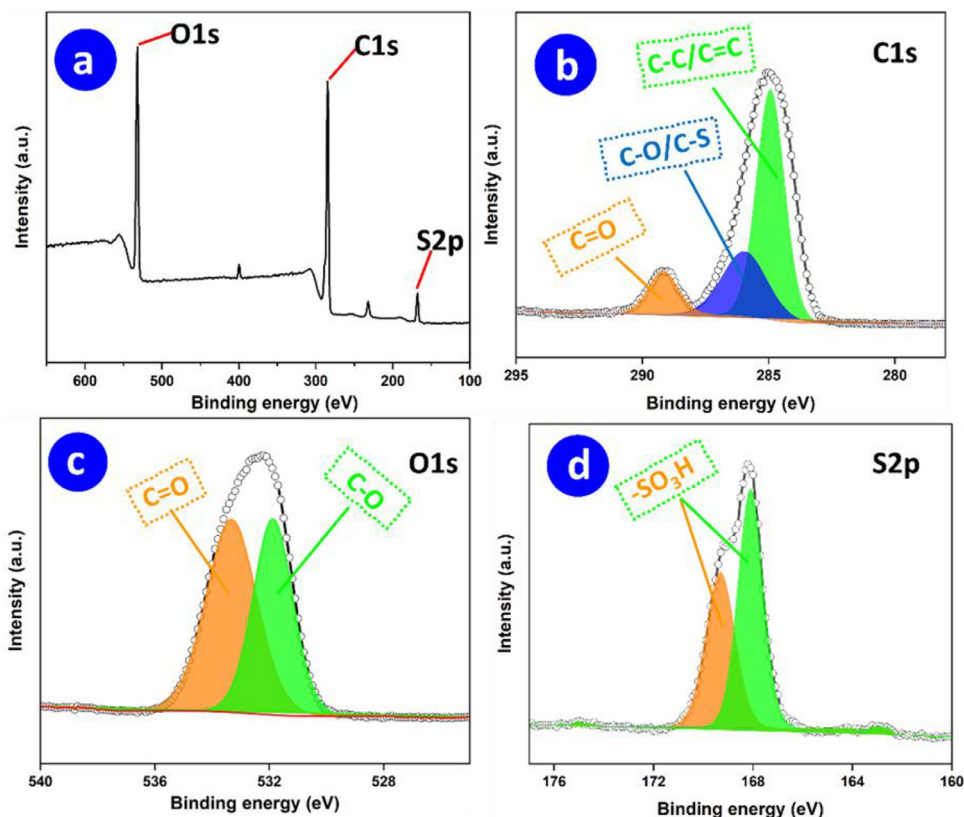 a
O1s
C1s
S2p
Intensity (a.u.)
600 500 400 300 200 100
Binding energy (eV)
b
C1s
C-C/C=C
C-O/C-S
C=O
Intensity (a.u.)
295 290 285 280
Binding energy (eV)
c
O1s
C=O
C-O
Intensity (a.u.)
540 536 532 528
Binding energy (eV)
d
S2p
-SO₃H
Intensity (a.u.)
176 172 168 164 160
Binding energy (eV)